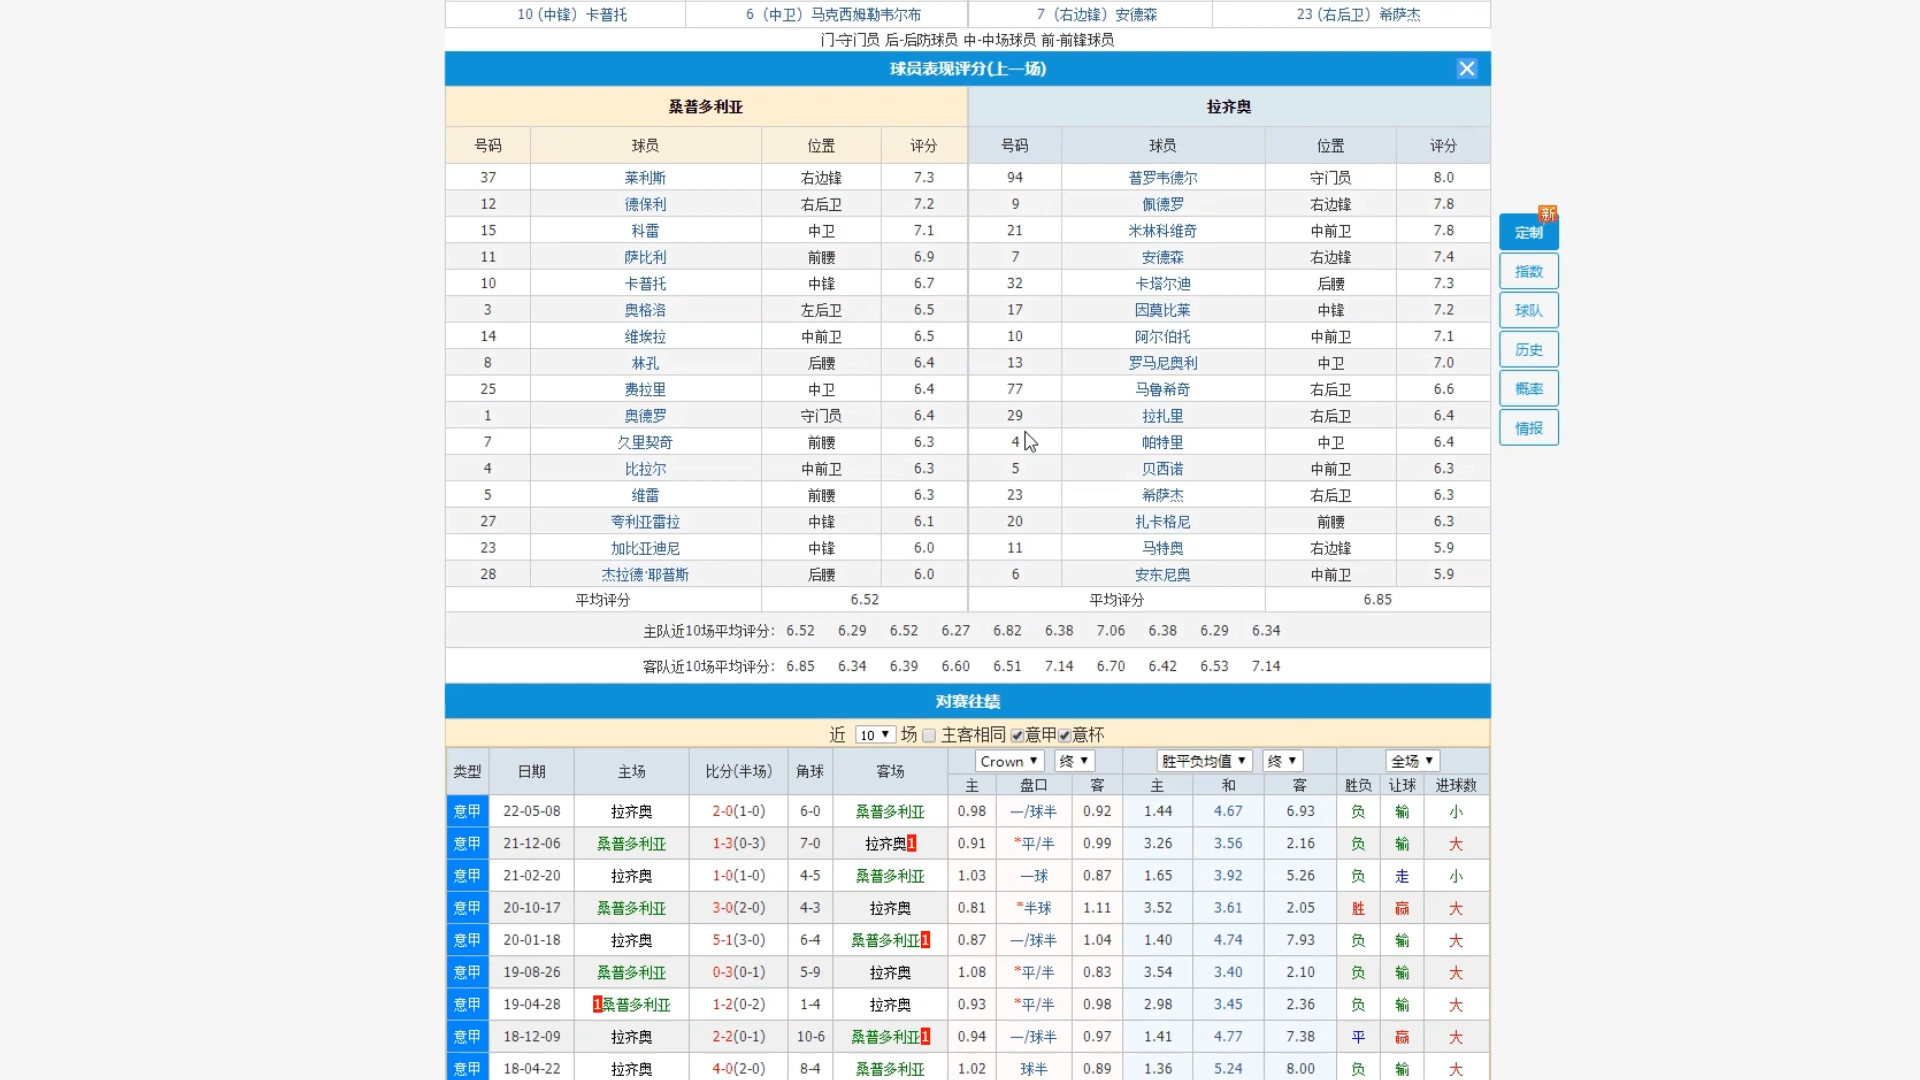 10 (中锋) 卡普托 6 (中卫) 马克西姆勒韦尔布 7 (右边锋) 安德森 23 (右后卫) 希萨杰
门-守门员 后-后防球员 中-中场球员 前-前锋球员
球员表现评分(上一场)
桑普多利亚 拉齐奥
号码 球员 位置 评分 号码 球员 位置 评分
37 莱利斯 右边锋 7.3 94 普罗韦德尔 守门员 8.0
12 德保利 右后卫 7.2 9 佩德罗 右边锋 7.8
15 科雷 中卫 7.1 21 米林科维奇 中前卫 7.8
11 萨比利 前腰 6.9 7 安德森 右边锋 7.4
10 卡普托 中锋 6.7 32 卡塔尔迪 后腰 7.3
3 奥格洛 左后卫 6.5 17 因莫比莱 中锋 7.2
14 维埃拉 中前卫 6.5 10 阿尔伯托 中前卫 7.1
8 林孔 后腰 6.4 13 罗马尼奥利 中卫 7.0
25 费拉里 中卫 6.4 77 马鲁希奇 右后卫 6.6
1 奥德罗 守门员 6.4 29 拉扎里 右后卫 6.4
7 久里契奇 前腰 6.3 4 帕特里 中卫 6.4
4 比拉尔 中前卫 6.3 5 贝西诺 中前卫 6.3
5 维雷 前腰 6.3 23 希萨杰 右后卫 6.3
27 夸利亚雷拉 中锋 6.1 20 扎卡格尼 前腰 6.3
23 加比亚迪尼 中锋 6.0 11 马特奥 右边锋 5.9
28 杰拉德·耶普斯 后腰 6.0 6 安东尼奥 中前卫 5.9
平均评分 6.52 平均评分 6.85
主队近10场平均评分: 6.52 6.29 6.52 6.27 6.82 6.38 7.06 6.38 6.29 6.34
客队近10场平均评分: 6.85 6.34 6.39 6.60 6.51 7.14 6.70 6.42 6.53 7.14
对赛往绩
近 10 场 主客相同 意甲 意杯
类型 日期 主场 比分(半场) 角球 客场 Crown 终 胜平负均值 终 全场
主 盘口 客 主 和 客 胜负 让球 进球数
意甲 22-05-08 拉齐奥 2-0(1-0) 6-0 桑普多利亚 0.98 一/球半 0.92 1.44 4.67 6.93 负 输 小
意甲 21-12-06 桑普多利亚 1-3(0-3) 7-0 拉齐奥1 0.91 *平/半 0.99 3.26 3.56 2.16 负 输 大
意甲 21-02-20 拉齐奥 1-0(1-0) 4-5 桑普多利亚 1.03 一球 0.87 1.65 3.92 5.26 负 走 小
意甲 20-10-17 桑普多利亚 3-0(2-0) 4-3 拉齐奥 0.81 *半球 1.11 3.52 3.61 2.05 胜 赢 大
意甲 20-01-18 拉齐奥 5-1(3-0) 6-4 桑普多利亚1 0.87 一/球半 1.04 1.40 4.74 7.93 负 输 大
意甲 19-08-26 桑普多利亚 0-3(0-1) 5-9 拉齐奥 1.08 *平/半 0.83 3.54 3.40 2.10 负 输 大
意甲 19-04-28 1桑普多利亚 1-2(0-2) 1-4 拉齐奥 0.93 *平/半 0.98 2.98 3.45 2.36 负 输 大
意甲 18-12-09 拉齐奥 2-2(0-1) 10-6 桑普多利亚1 0.94 一/球半 0.97 1.41 4.77 7.38 平 赢 大
意甲 18-04-22 拉齐奥 4-0(2-0) 8-4 桑普多利亚 1.02 球半 0.89 1.36 5.24 8.00 负 输 大
新
定制
指数
球队
历史
概率
情报